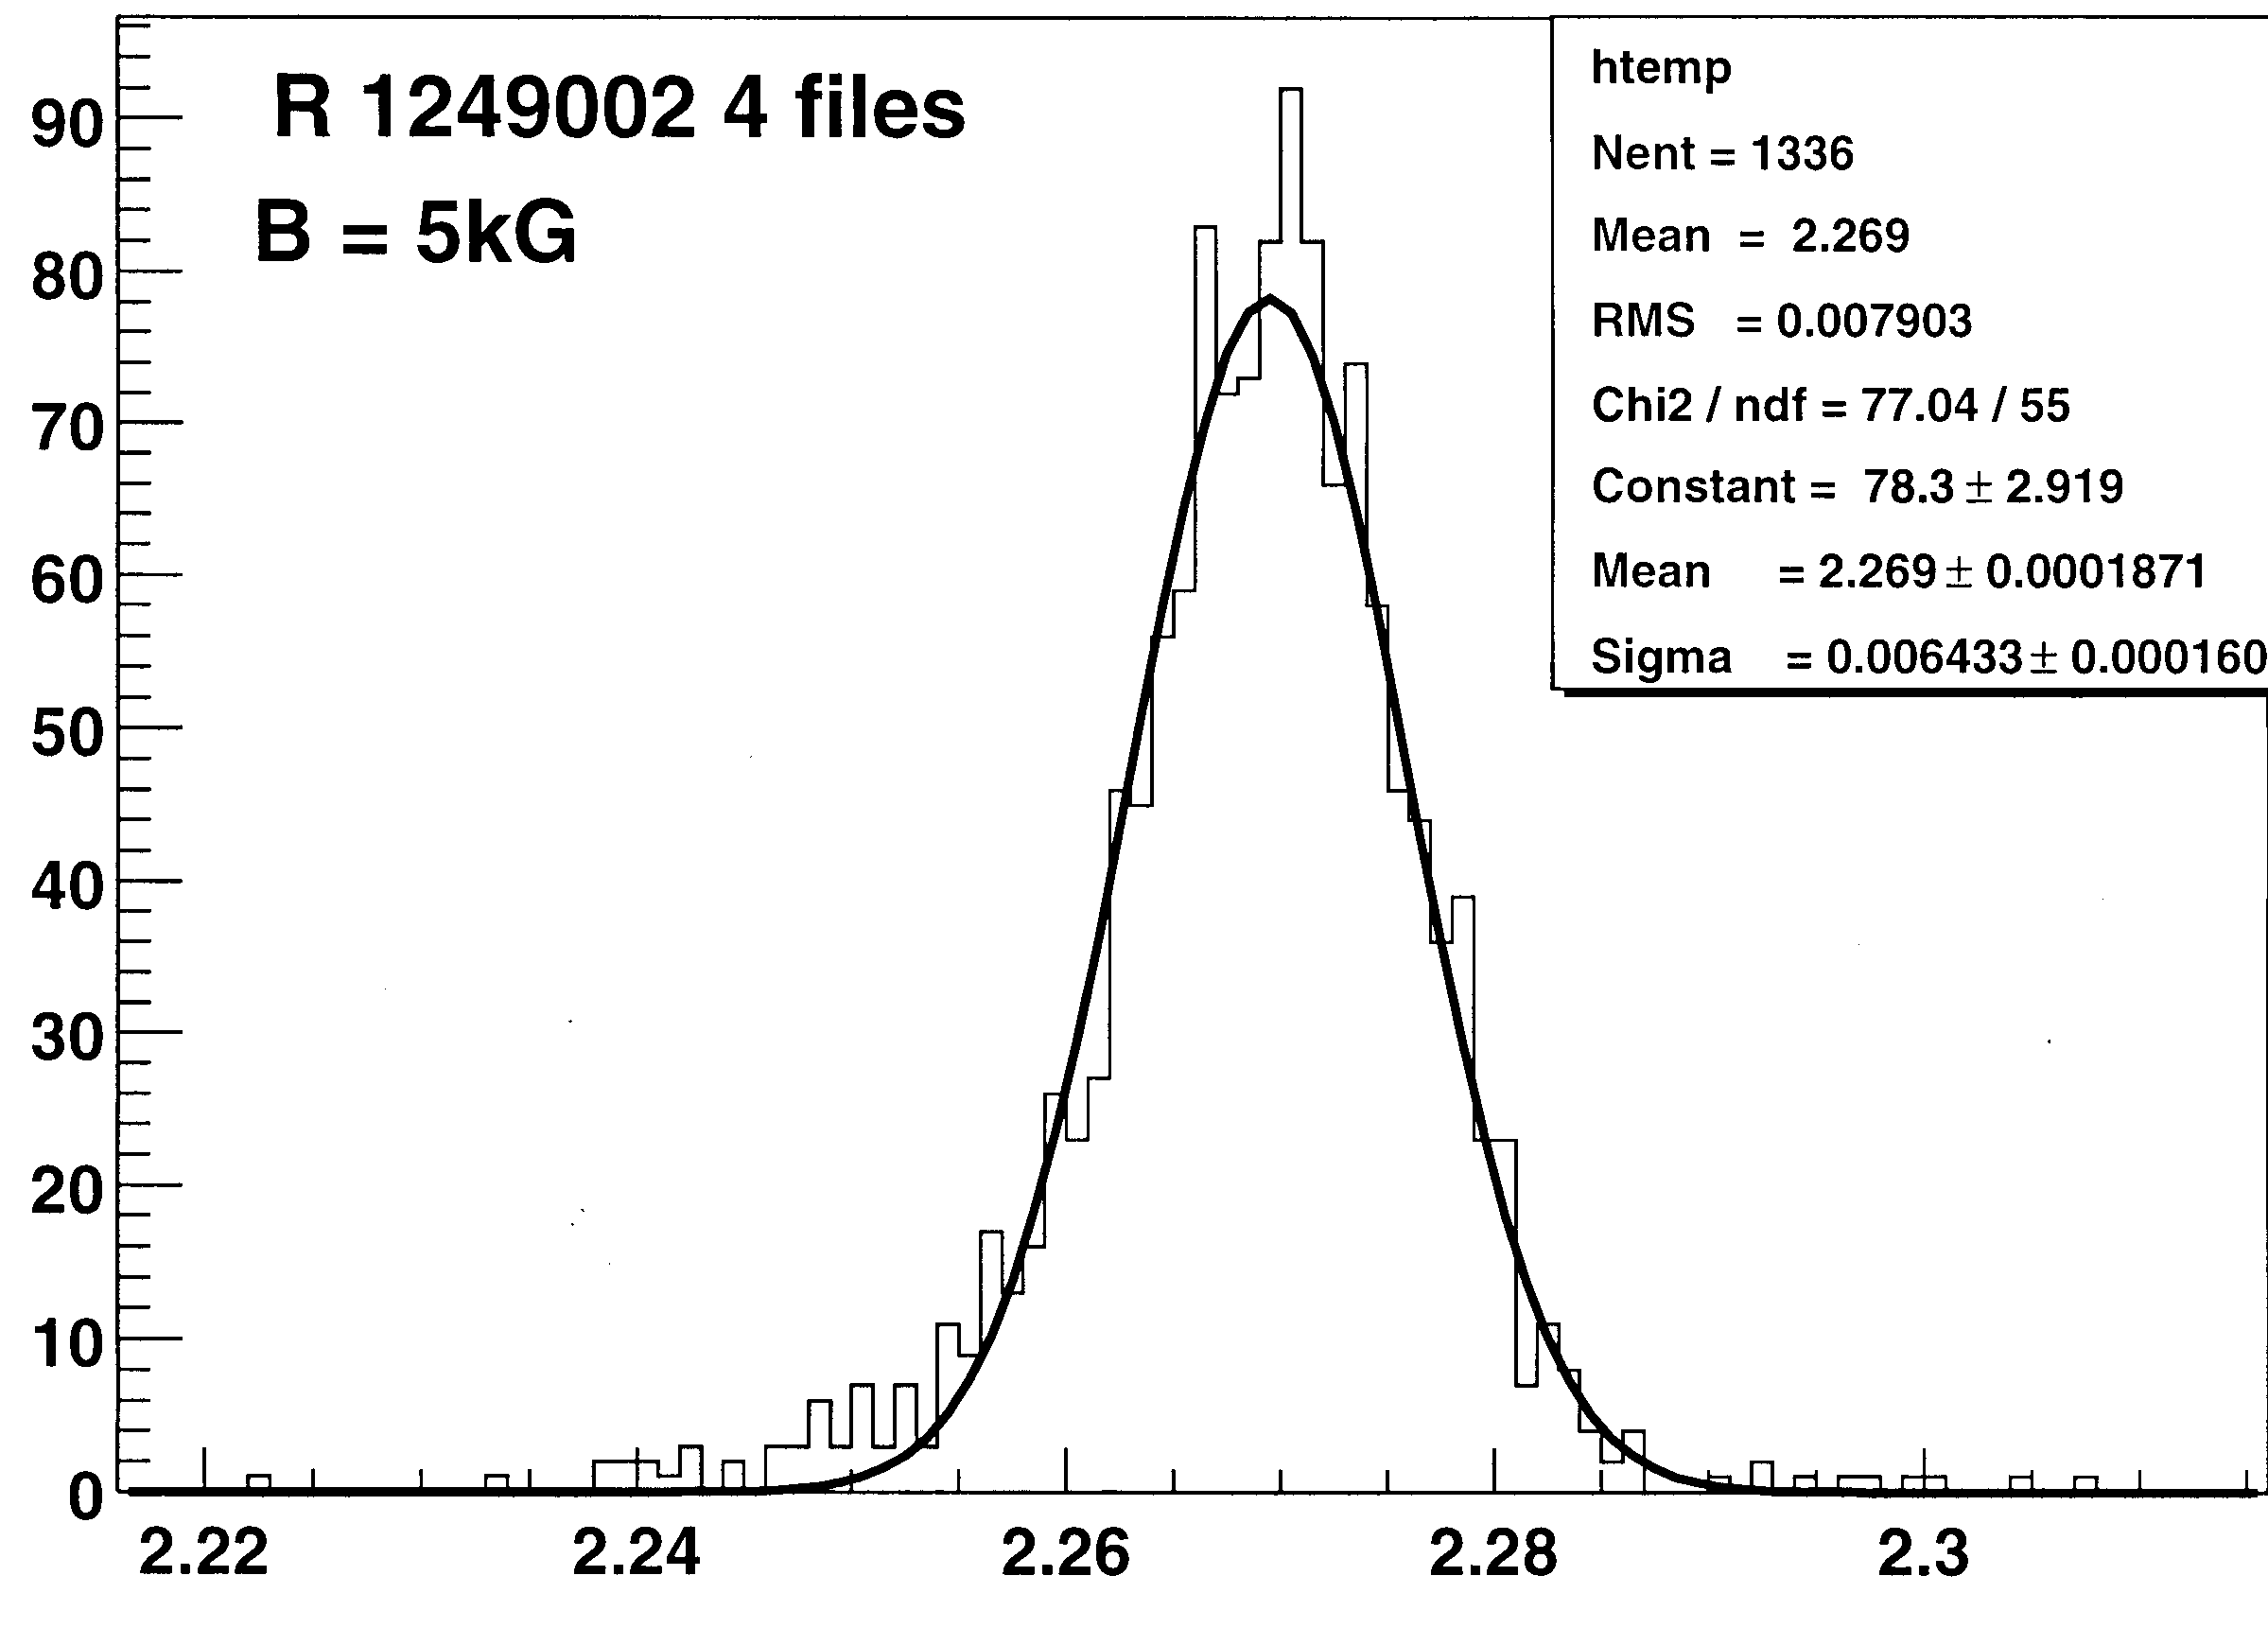 R 1249002 4 files
B = 5kG
htemp
Nent = 1336
Mean = 2.269
RMS = 0.007903
Chi2 / ndf = 77.04 / 55
Constant = 78.3 ± 2.919
Mean = 2.269 ± 0.0001871
Sigma = 0.006433 ± 0.000160
90
80
70
60
50
40
30
20
10
0
2.22 2.24 2.26 2.28 2.3